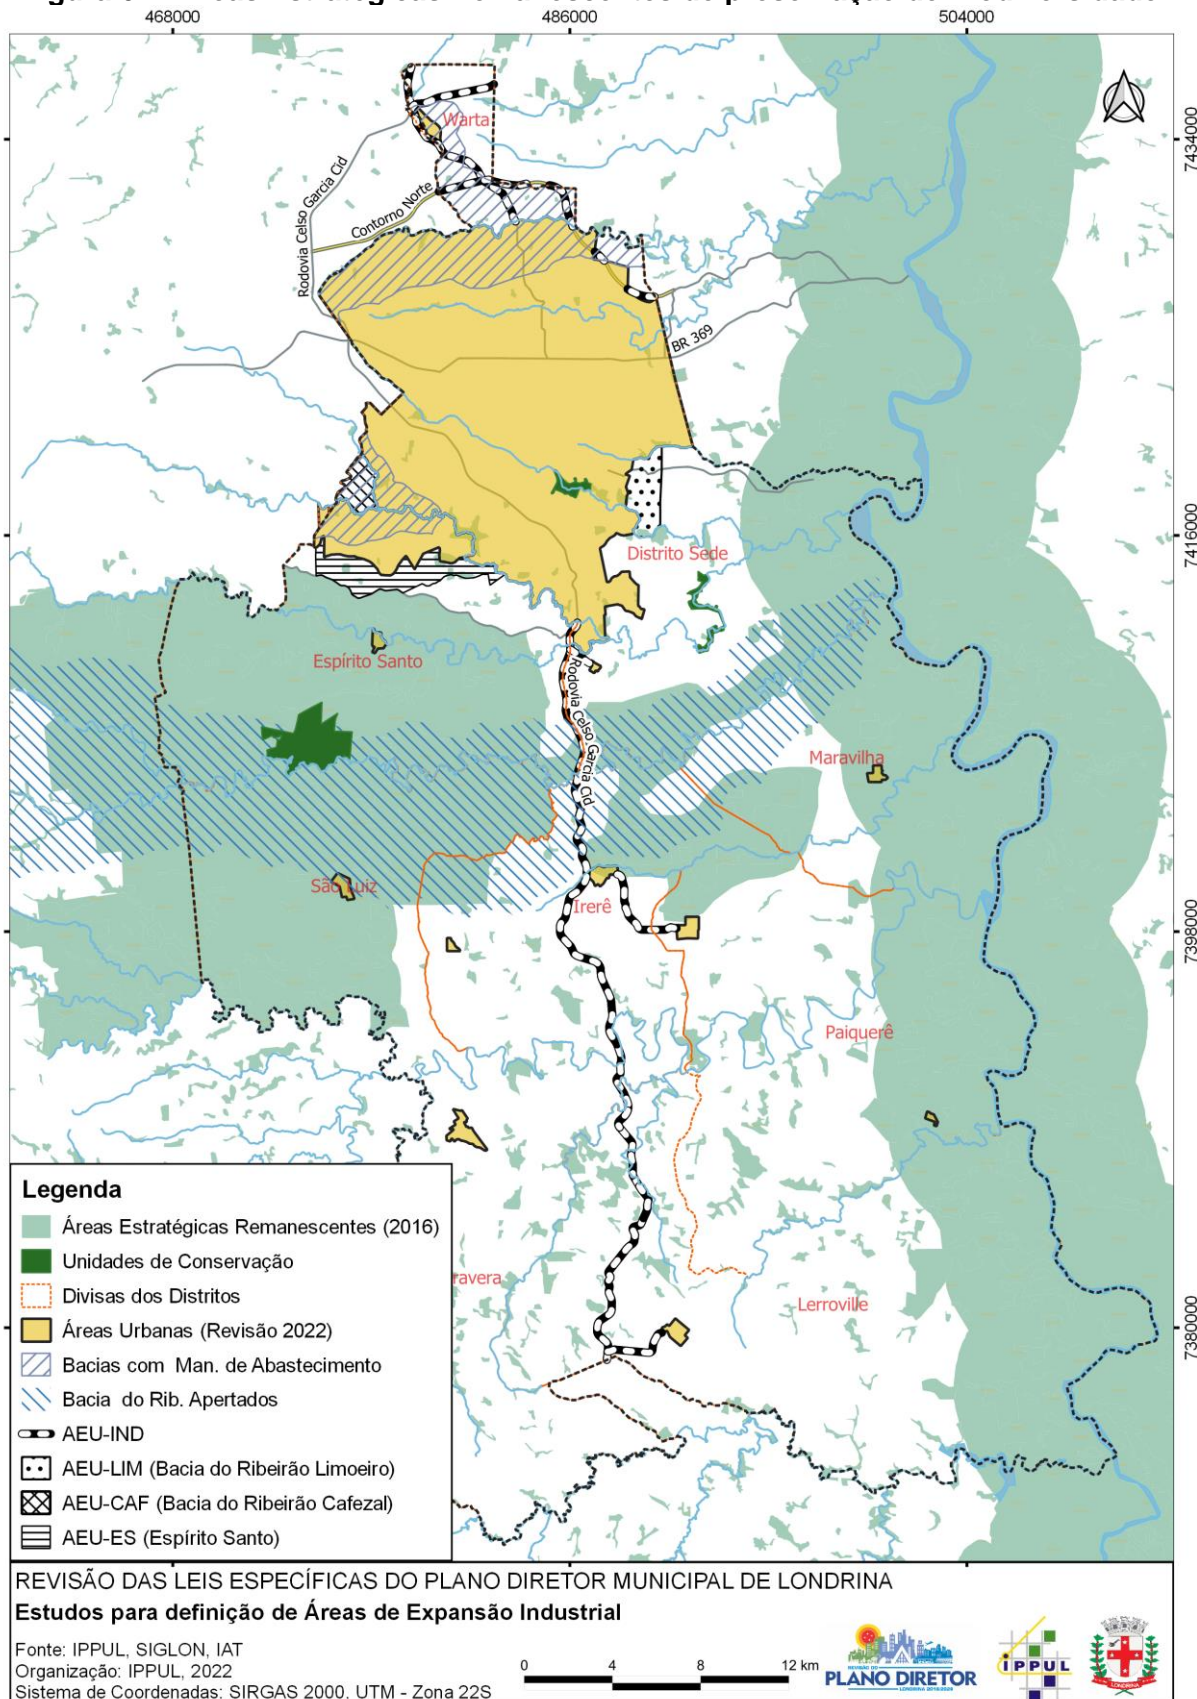 468000
486000
504000
7434000
7416000
7398000
7380000
Warta
Rodovia Celso Garcia Cid
Contorno Norte
BR 369
Distrito Sede
Espírito Santo
Rodovia Celso Garcia Cid
Maravilha
São Luiz
Irerê
Paiquerê
ravera
Lerroville
Legenda
Áreas Estratégicas Remanescentes (2016)
Unidades de Conservação
Divisas dos Distritos
Áreas Urbanas (Revisão 2022)
Bacias com Man. de Abastecimento
Bacia do Rib. Apertados
AEU-IND
AEU-LIM (Bacia do Ribeirão Limoeiro)
AEU-CAF (Bacia do Ribeirão Cafezal)
AEU-ES (Espírito Santo)
REVISÃO DAS LEIS ESPECÍFICAS DO PLANO DIRETOR MUNICIPAL DE LONDRINA
Estudos para definição de Áreas de Expansão Industrial
Fonte: IPPUL, SIGLON, IAT
Organização: IPPUL, 2022
Sistema de Coordenadas: SIRGAS 2000, UTM - Zona 22S
0 4 8 12 km
REVISÃO DO
PLANO DIRETOR
LONDRINA 2018/2028
IPPUL
LONDRINA